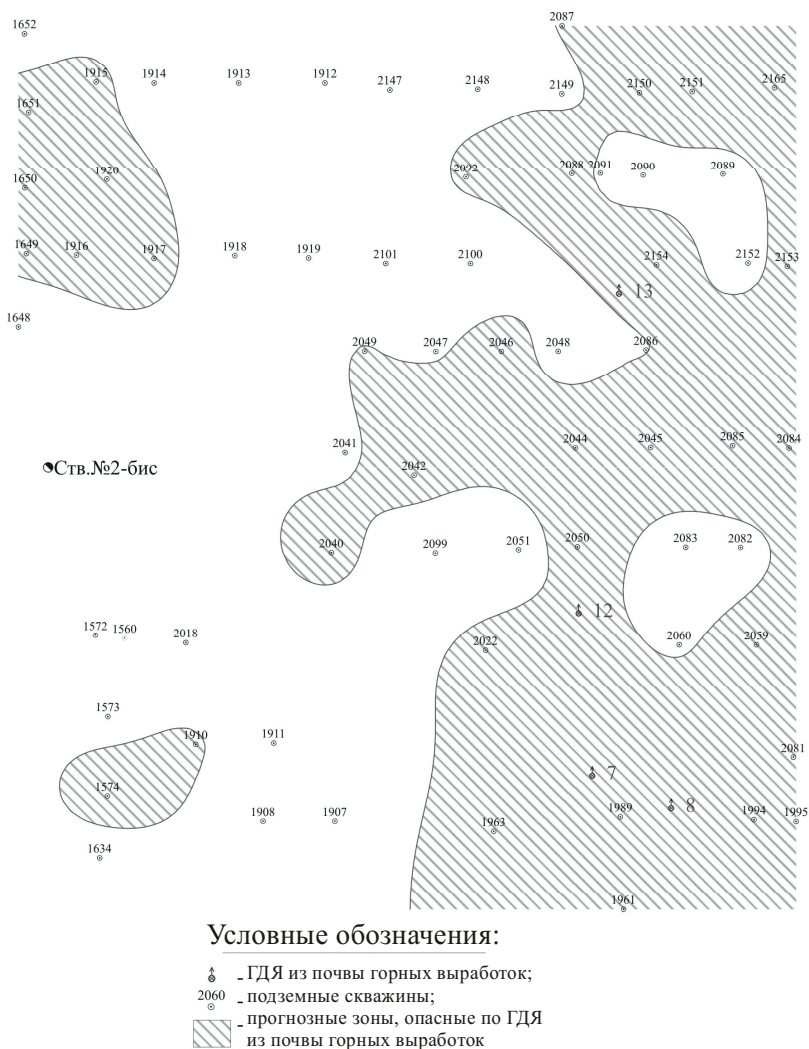 1652
2087
1915 1914 1913 1912 2147 2148 2149 2150 2151 2165
1651
1650 1920 2092 2088 2091 2090 2089
1649 1916 1917 1918 1919 2101 2100 2154 2152 2153
13
1648
2049 2047 2046 2048 2086
2041 2042 2044 2045 2085 2084
Ств.№2-бис
2040 2099 2051 2050 2083 2082
12
1572 1560 2018 2022 2060 2059
1573
1910 1911 2081
7
1574 8
1908 1907 1963 1989 1994 1995
1634
1961
Условные обозначения:
- ГДЯ из почвы горных выработок;
2060 - подземные скважины;
- прогнозные зоны, опасные по ГДЯ
из почвы горных выработок